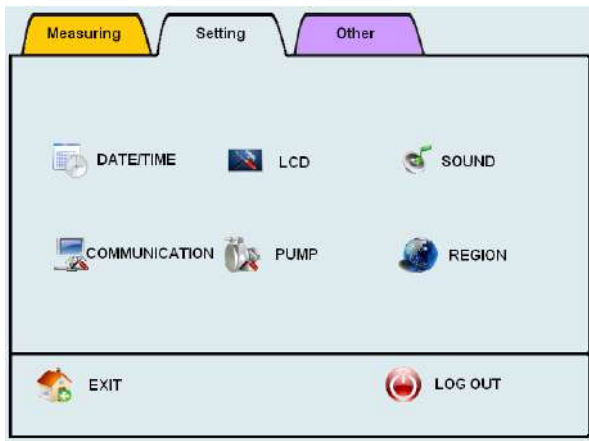 Measuring Setting Other
DATE/TIME LCD SOUND
COMMUNICATION PUMP REGION
EXIT LOG OUT